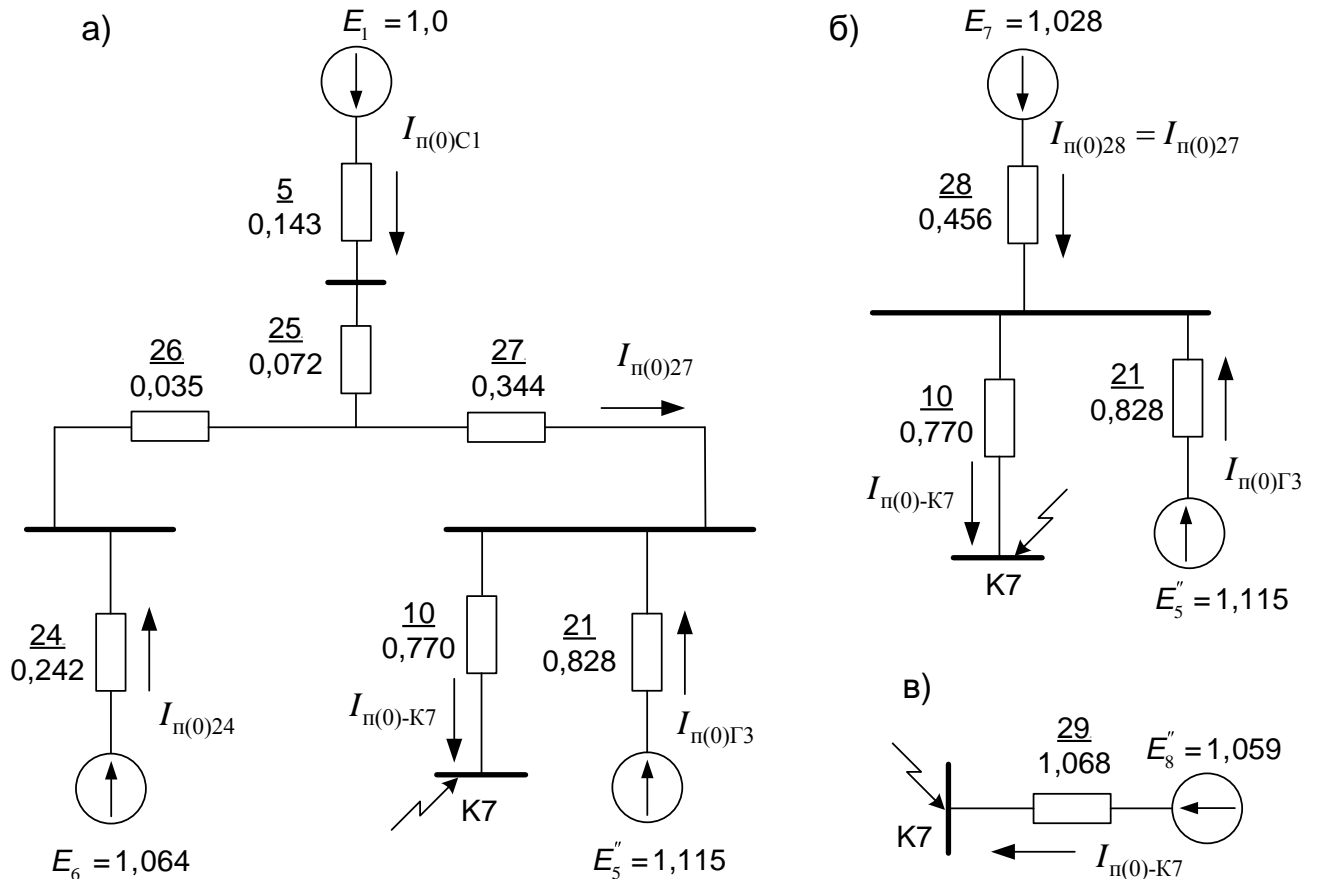 а)
E₁ = 1,0
Iп(0)С1
5
0,143
25
0,072
26
0,035
27
0,344
Iп(0)27
24
0,242
Iп(0)24
E₆ = 1,064
10
0,770
Iп(0)-К7
К7
21
0,828
Iп(0)Г3
E₅″ = 1,115
б)
E₇ = 1,028
Iп(0)28 = Iп(0)27
28
0,456
10
0,770
Iп(0)-К7
К7
21
0,828
Iп(0)Г3
E₅″ = 1,115
в)
29
1,068
E₈″ = 1,059
К7
Iп(0)-К7